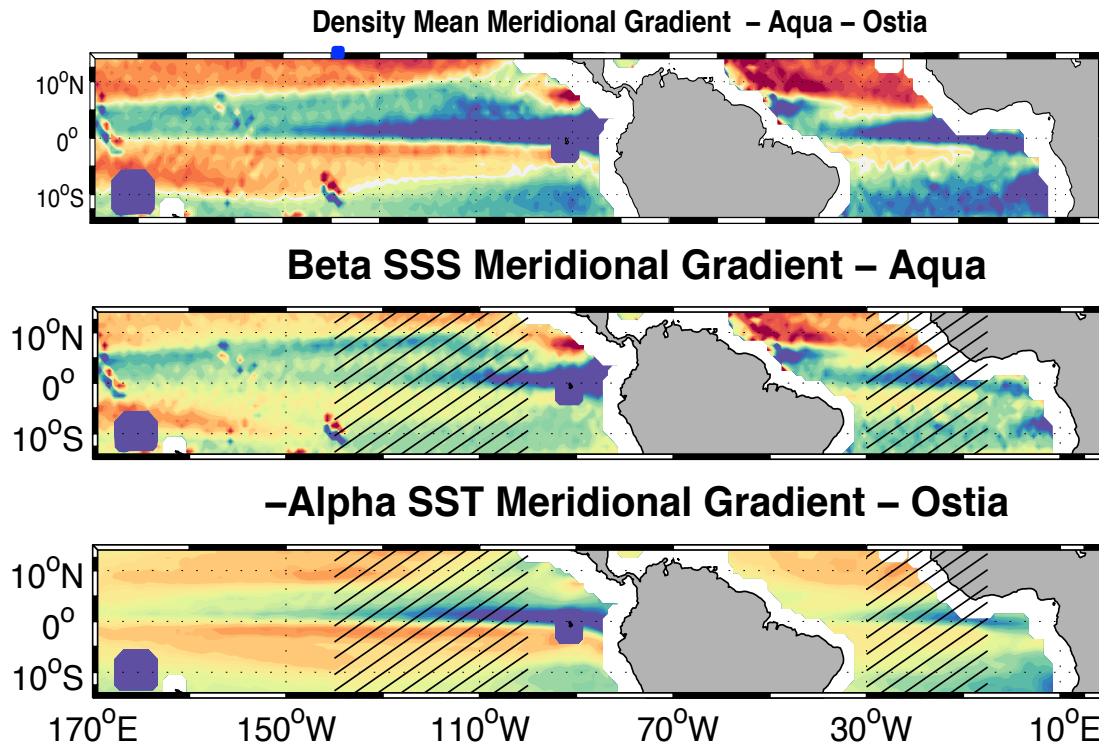 Density Mean Meridional Gradient – Aqua – Ostia
10°N
0°
10°S
Beta SSS Meridional Gradient – Aqua
10°N
0°
10°S
–Alpha SST Meridional Gradient – Ostia
10°N
0°
10°S
170°E 150°W 110°W 70°W 30°W 10°E